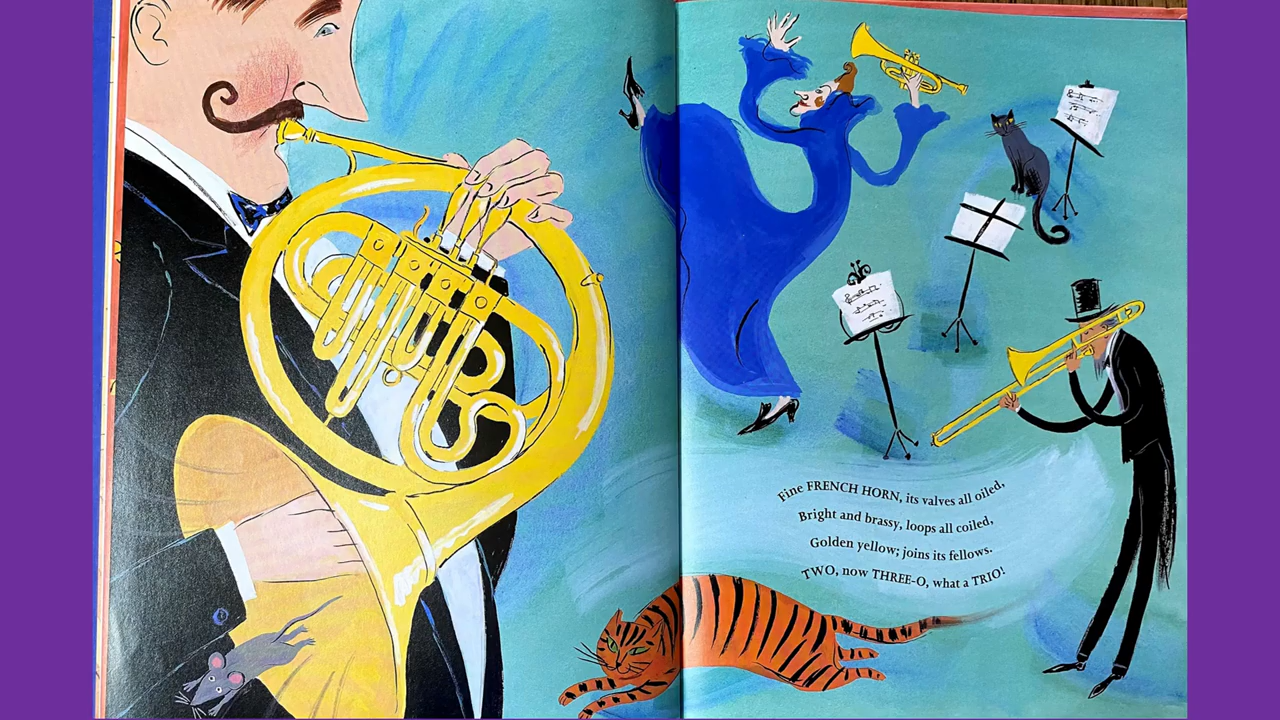 Fine FRENCH HORN, its valves all oiled,
Bright and brassy, loops all coiled,
Golden yellow; joins its fellows.
TWO, now THREE-O, what a TRIO!